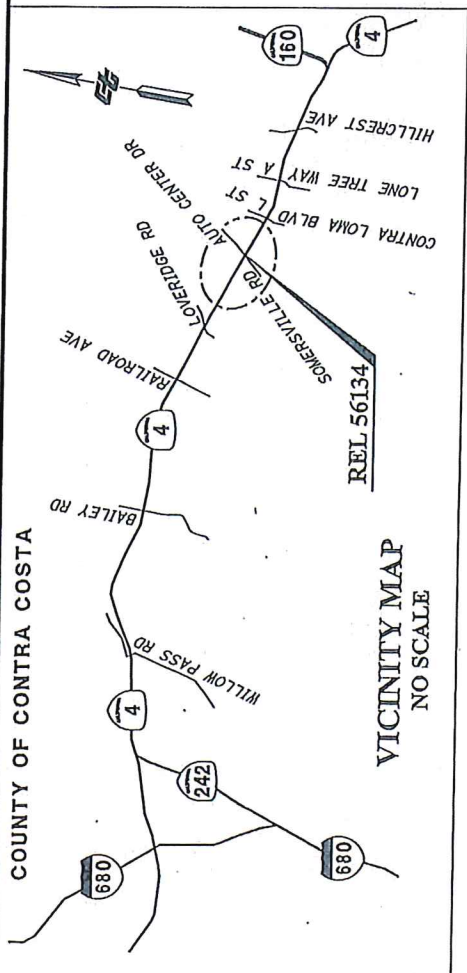 COUNTY OF CONTRA COSTA
680
4
242
680
WILLOW PASS RD
BAILEY RD
4
RAILROAD AVE
LOVERIDGE RD
AUTO CENTER DR
SOMERSVILLE RD
L ST
CONTRA LOMA BLVD
A ST
LONE TREE WAY
HILLCREST AVE
160
4
REL 56134
VICINITY MAP
NO SCALE